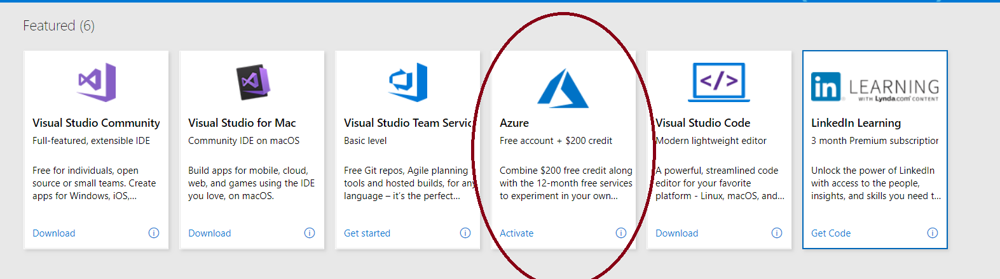 Featured (6)
Visual Studio Community
Full-featured, extensible IDE
Free for individuals, open
source or small teams. Create
apps for Windows, iOS,...
Download
Visual Studio for Mac
Community IDE on macOS
Build apps for mobile, cloud,
web, and games using the IDE
you love, on macOS.
Download
Visual Studio Team Servic
Basic level
Free Git repos, Agile planning
tools and hosted builds, for any
language – it's the perfect...
Get started
Azure
Free account + $200 credit
Combine $200 free credit along
with the 12-month free services
to experiment in your own...
Activate
</>
Visual Studio Code
Modern lightweight editor
A powerful, streamlined code
editor for your favorite
platform - Linux, macOS, and...
Download
in LEARNING
WITH Lynda.com CONTENT
LinkedIn Learning
3 month Premium subscription
Unlock the power of LinkedIn
with access to the people,
insights, and skills you need t...
Get Code